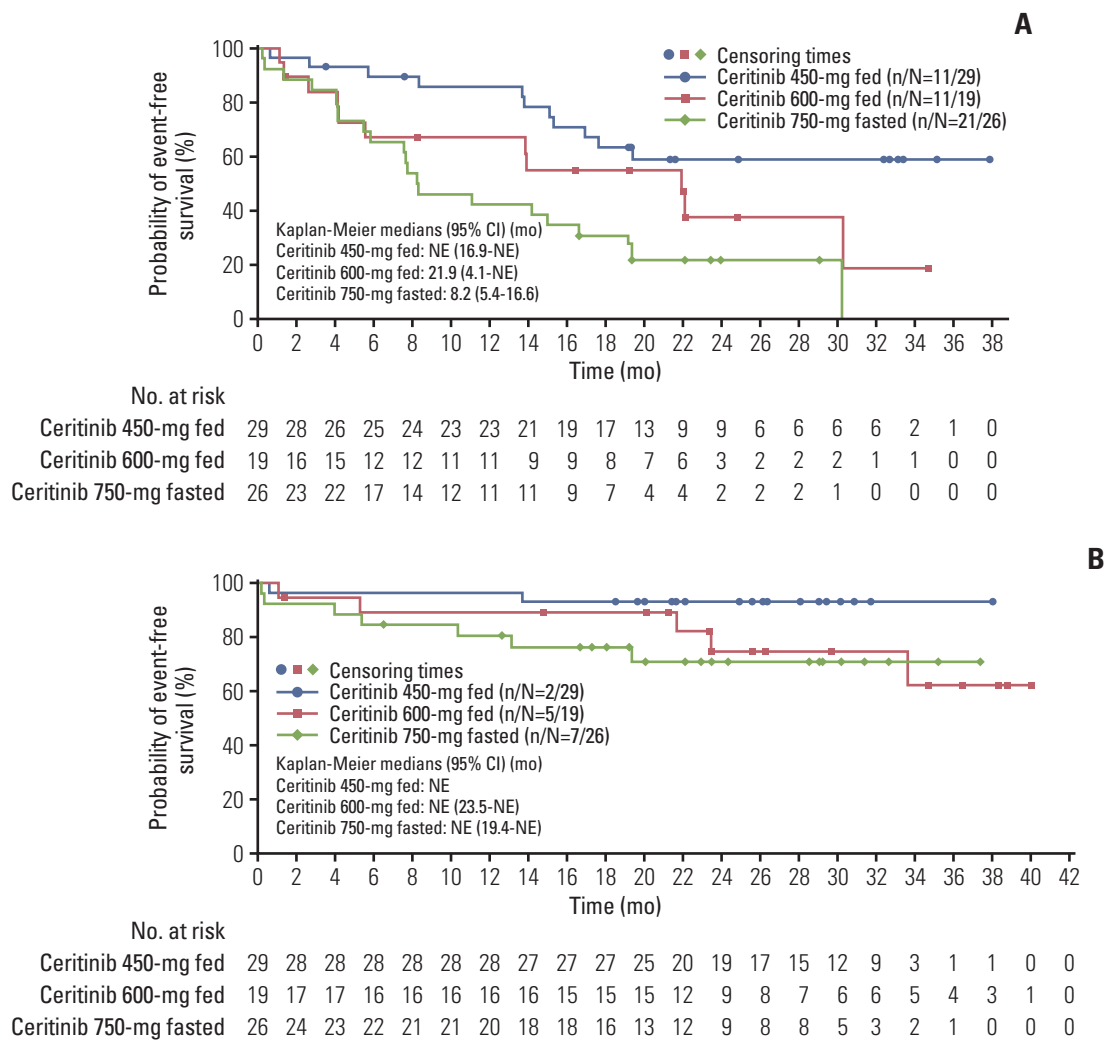 A
Probability of event-free
survival (%)
100
80
60
40
20
0
Censoring times
Ceritinib 450-mg fed (n/N=11/29)
Ceritinib 600-mg fed (n/N=11/19)
Ceritinib 750-mg fasted (n/N=21/26)
Kaplan-Meier medians (95% CI) (mo)
Ceritinib 450-mg fed: NE (16.9-NE)
Ceritinib 600-mg fed: 21.9 (4.1-NE)
Ceritinib 750-mg fasted: 8.2 (5.4-16.6)
0 2 4 6 8 10 12 14 16 18 20 22 24 26 28 30 32 34 36 38
Time (mo)
No. at risk
Ceritinib 450-mg fed 29 28 26 25 24 23 23 21 19 17 13 9 9 6 6 6 6 2 1 0
Ceritinib 600-mg fed 19 16 15 12 12 11 11 9 9 8 7 6 3 2 2 2 1 1 0 0
Ceritinib 750-mg fasted 26 23 22 17 14 12 11 11 9 7 4 4 2 2 2 1 0 0 0 0
B
Probability of event-free
survival (%)
100
80
60
40
20
0
Censoring times
Ceritinib 450-mg fed (n/N=2/29)
Ceritinib 600-mg fed (n/N=5/19)
Ceritinib 750-mg fasted (n/N=7/26)
Kaplan-Meier medians (95% CI) (mo)
Ceritinib 450-mg fed: NE
Ceritinib 600-mg fed: NE (23.5-NE)
Ceritinib 750-mg fasted: NE (19.4-NE)
0 2 4 6 8 10 12 14 16 18 20 22 24 26 28 30 32 34 36 38 40 42
Time (mo)
No. at risk
Ceritinib 450-mg fed 29 28 28 28 28 28 28 27 27 27 25 20 19 17 15 12 9 3 1 1 0 0
Ceritinib 600-mg fed 19 17 17 16 16 16 16 16 15 15 15 12 9 8 7 6 6 5 4 3 1 0
Ceritinib 750-mg fasted 26 24 23 22 21 21 20 18 18 16 13 12 9 8 8 5 3 2 1 0 0 0